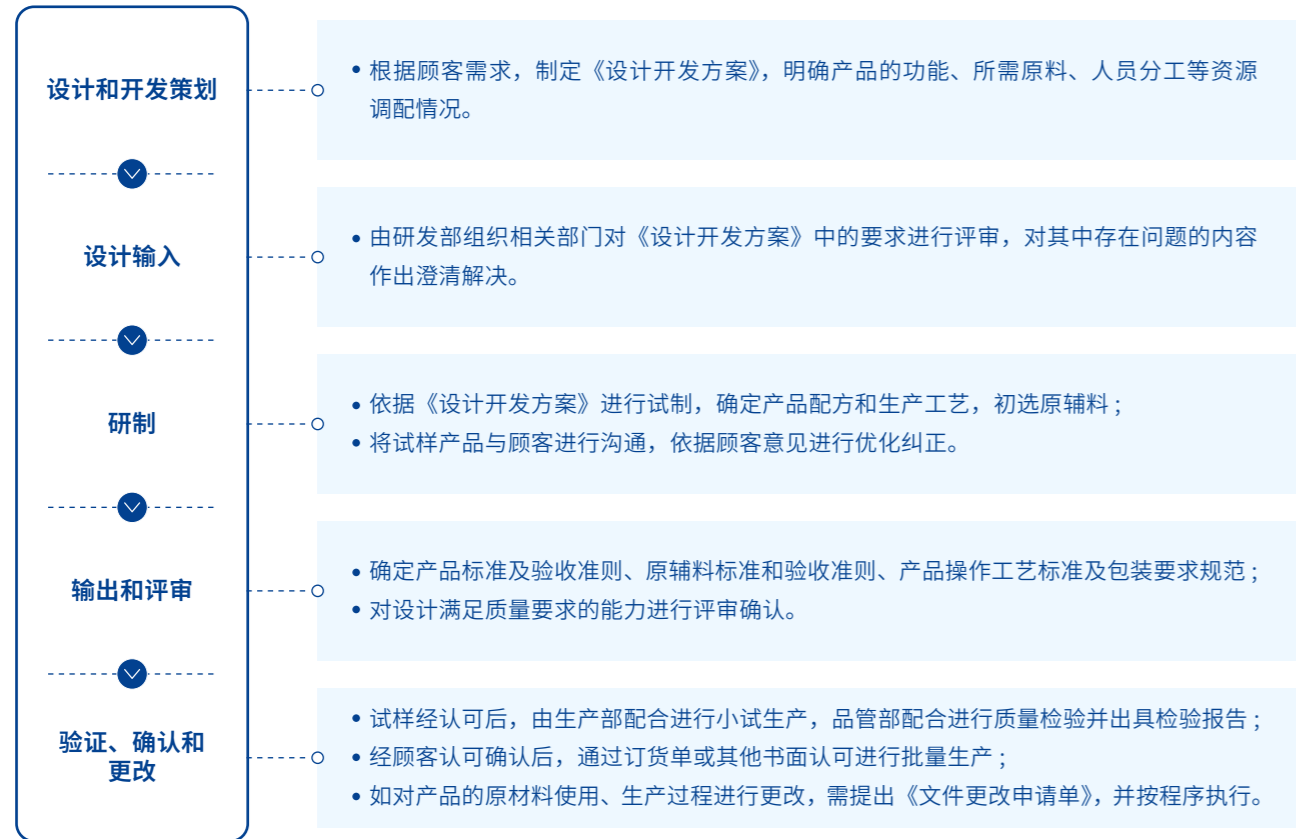 设计和开发策划
• 根据顾客需求，制定《设计开发方案》，明确产品的功能、所需原料、人员分工等资源
调配情况。
设计输入
• 由研发部组织相关部门对《设计开发方案》中的要求进行评审，对其中存在问题的内容
作出澄清解决。
研制
• 依据《设计开发方案》进行试制，确定产品配方和生产工艺，初选原辅料；
• 将试样产品与顾客进行沟通，依据顾客意见进行优化纠正。
输出和评审
• 确定产品标准及验收准则、原辅料标准和验收准则、产品操作工艺标准及包装要求规范；
• 对设计满足质量要求的能力进行评审确认。
验证、确认和
更改
• 试样经认可后，由生产部配合进行小试生产，品管部配合进行质量检验并出具检验报告；
• 经顾客认可确认后，通过订货单或其他书面认可进行批量生产；
• 如对产品的原材料使用、生产过程进行更改，需提出《文件更改申请单》，并按程序执行。